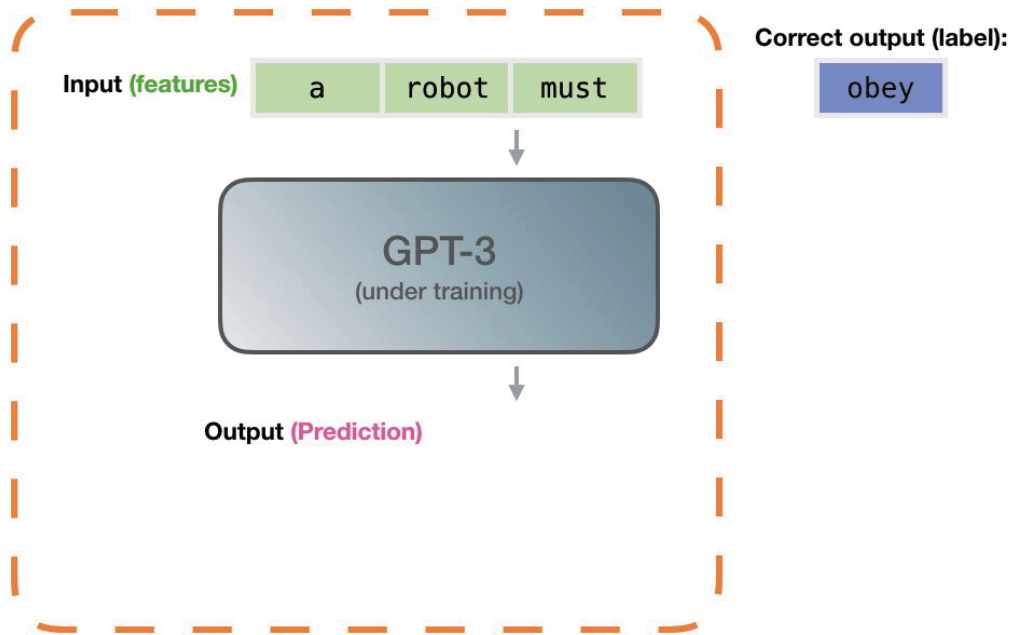 Correct output (label):
Input (features) a robot must
obey
GPT-3
(under training)
Output (Prediction)